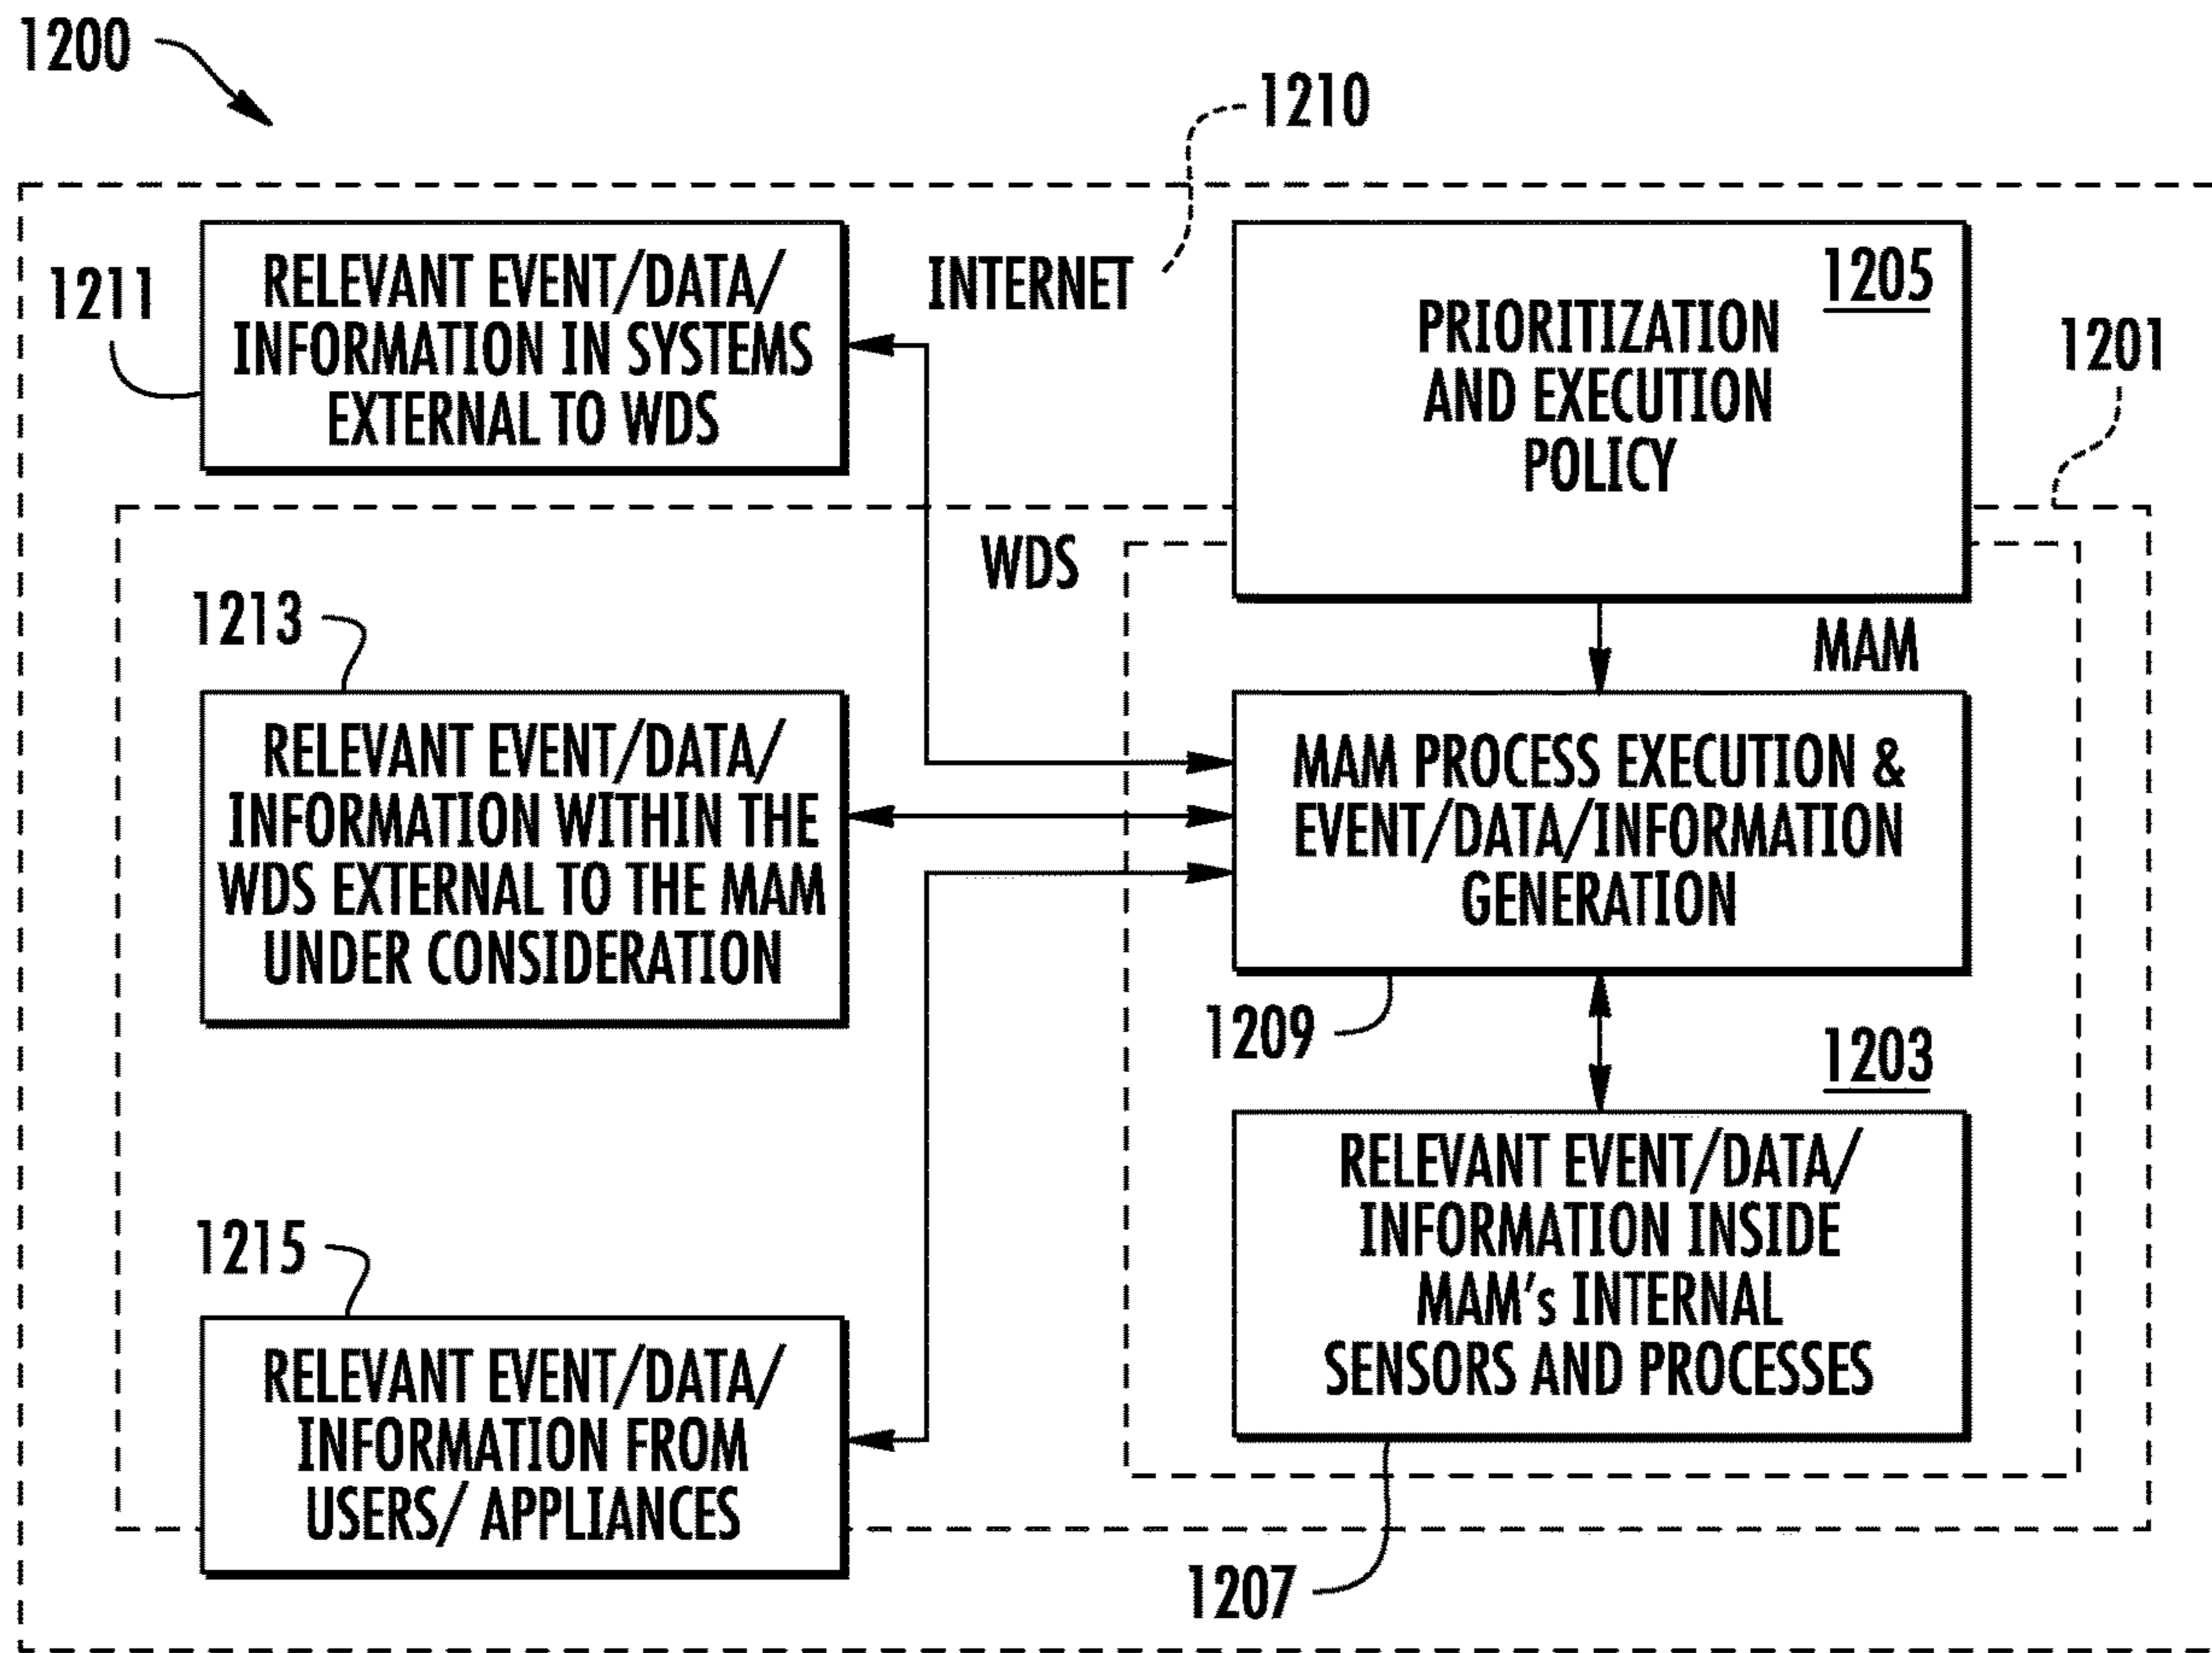 1200
1210
1211
RELEVANT EVENT/DATA/
INFORMATION IN SYSTEMS
EXTERNAL TO WDS
INTERNET
1205
PRIORITIZATION
AND EXECUTION
POLICY
1201
WDS
MAM
1213
RELEVANT EVENT/DATA/
INFORMATION WITHIN THE
WDS EXTERNAL TO THE MAM
UNDER CONSIDERATION
MAM PROCESS EXECUTION &
EVENT/DATA/INFORMATION
GENERATION
1209
1203
RELEVANT EVENT/DATA/
INFORMATION INSIDE
MAM's INTERNAL
SENSORS AND PROCESSES
1215
RELEVANT EVENT/DATA/
INFORMATION FROM
USERS/ APPLIANCES
1207